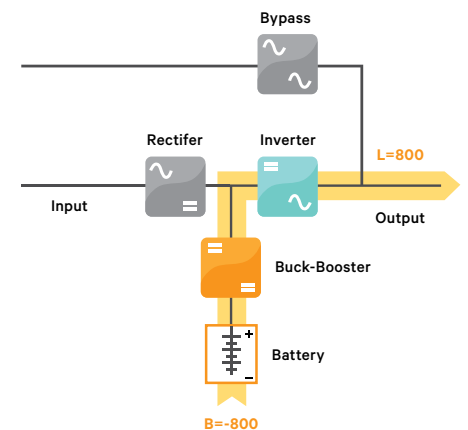 Bypass
Rectifer
Inverter
L=800
Input
Output
Buck-Booster
+
Battery
−
B=-800